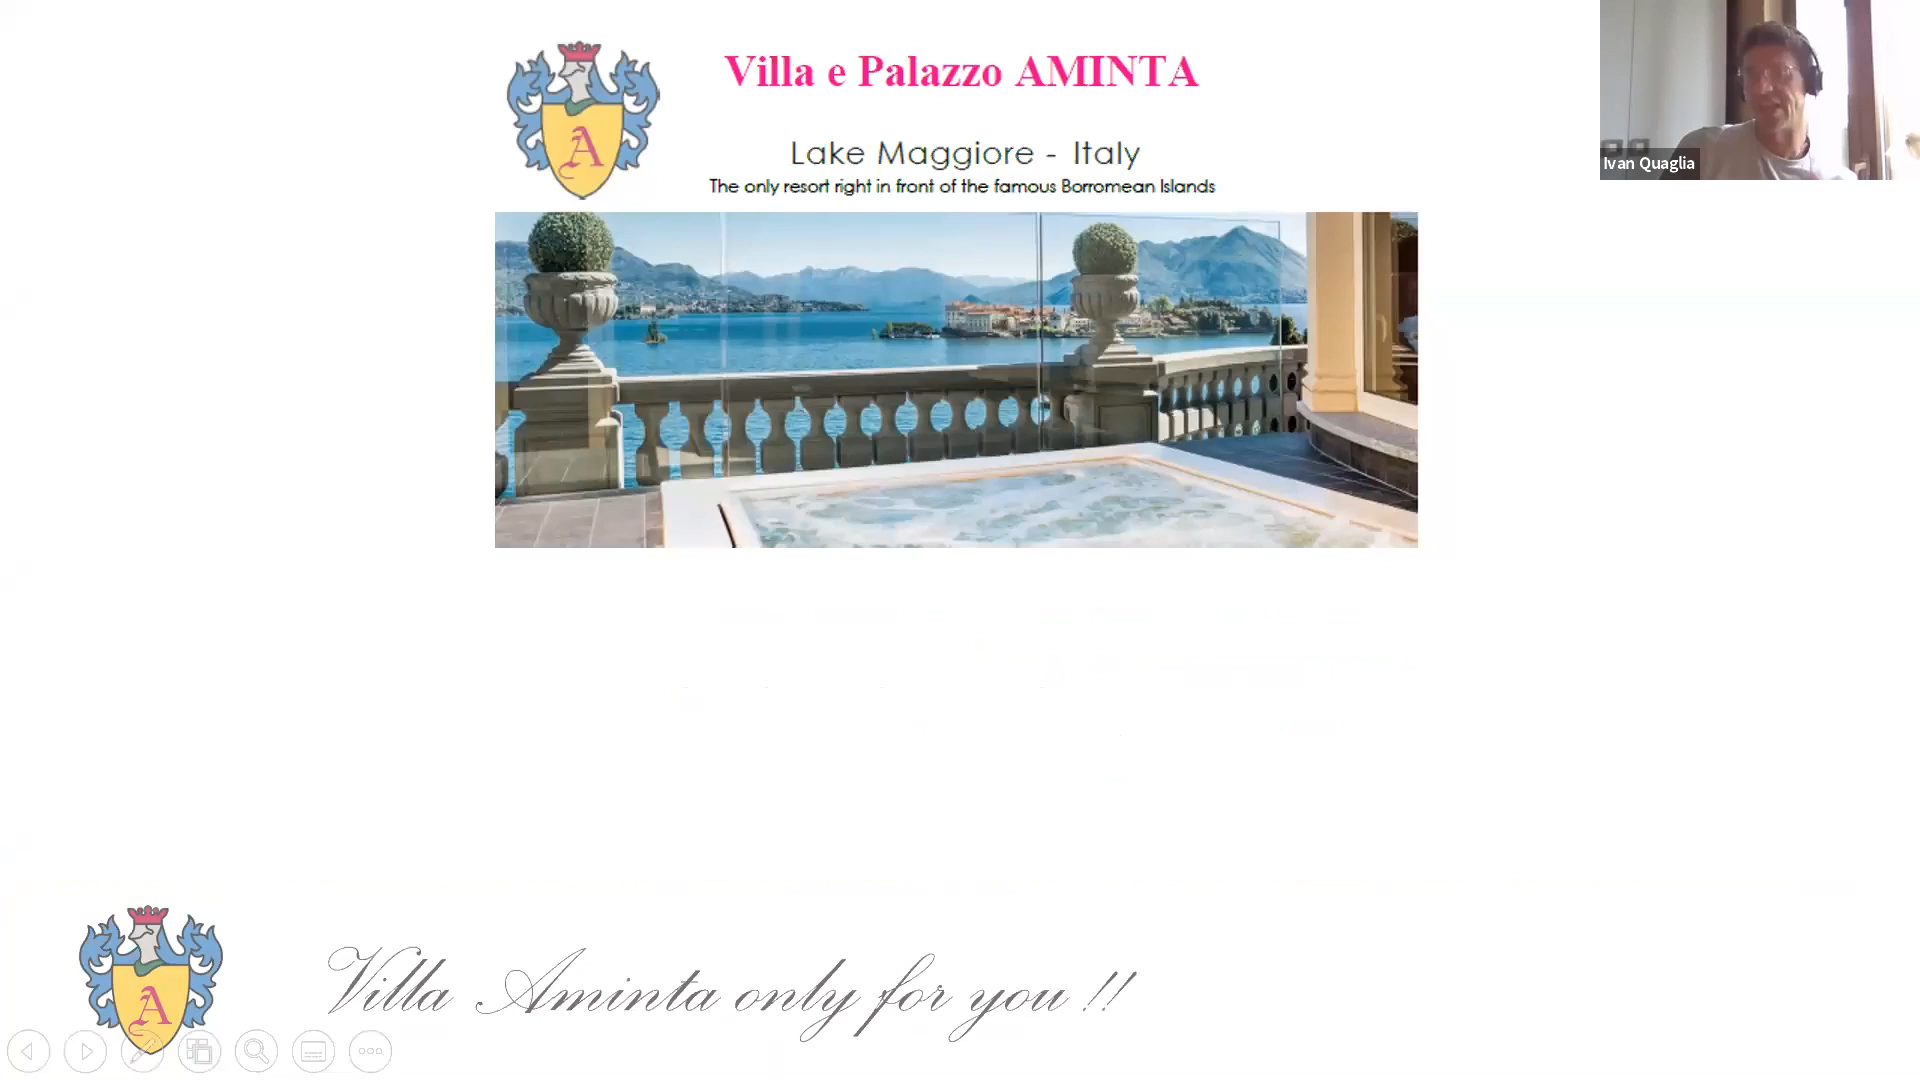 Villa e Palazzo AMINTA
Lake Maggiore - Italy
The only resort right in front of the famous Borromean Islands
A
Ivan Quaglia
Villa Aminta only for you !!
A